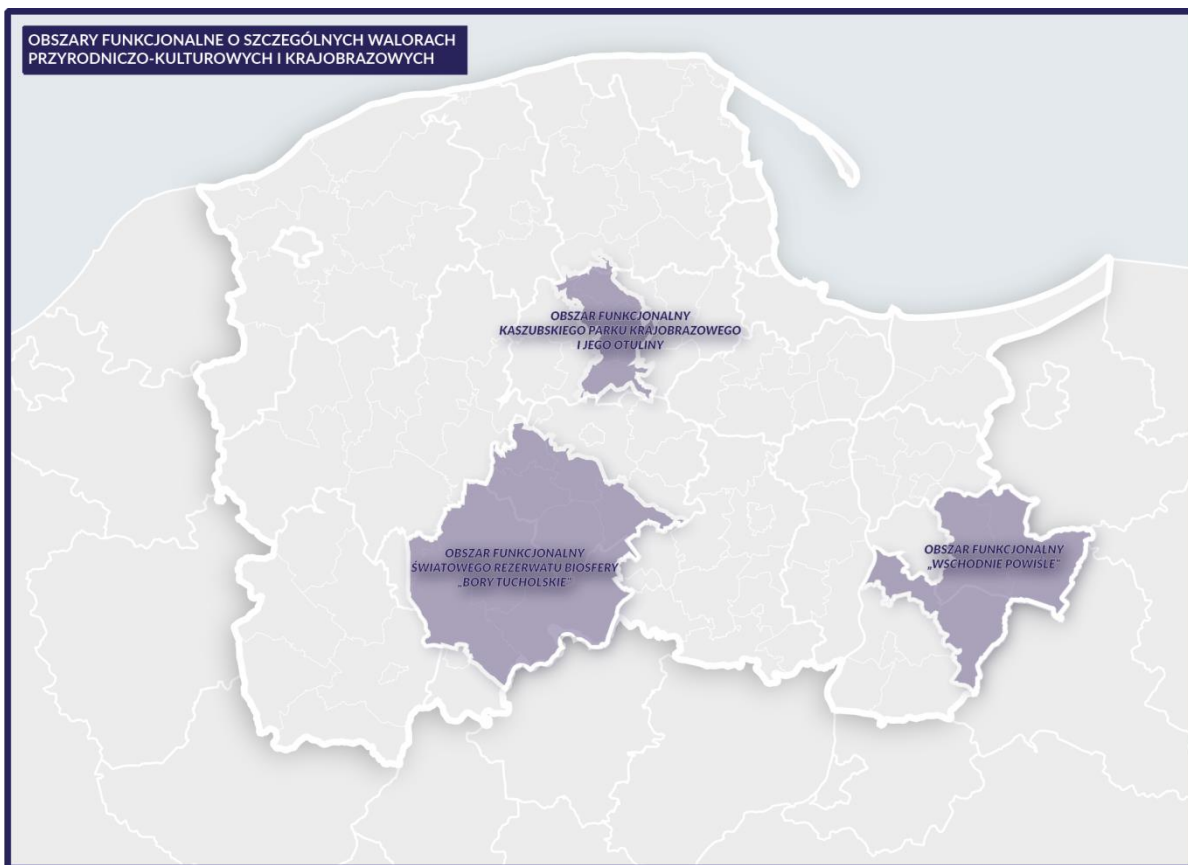 OBSZARY FUNKCJONALNE O SZCZEGÓLNYCH WALORACH
PRZYRODNICZO-KULTUROWYCH I KRAJOBRAZOWYCH
OBSZAR FUNKCJONALNY
KASZUBSKIEGO PARKU KRAJOBRAZOWEGO
I JEGO OTULINY
OBSZAR FUNKCJONALNY
ŚWIATOWEGO REZERWATU BIOSFERY
„BORY TUCHOLSKIE"
OBSZAR FUNKCJONALNY
„WSCHODNIE POWIŚLE"